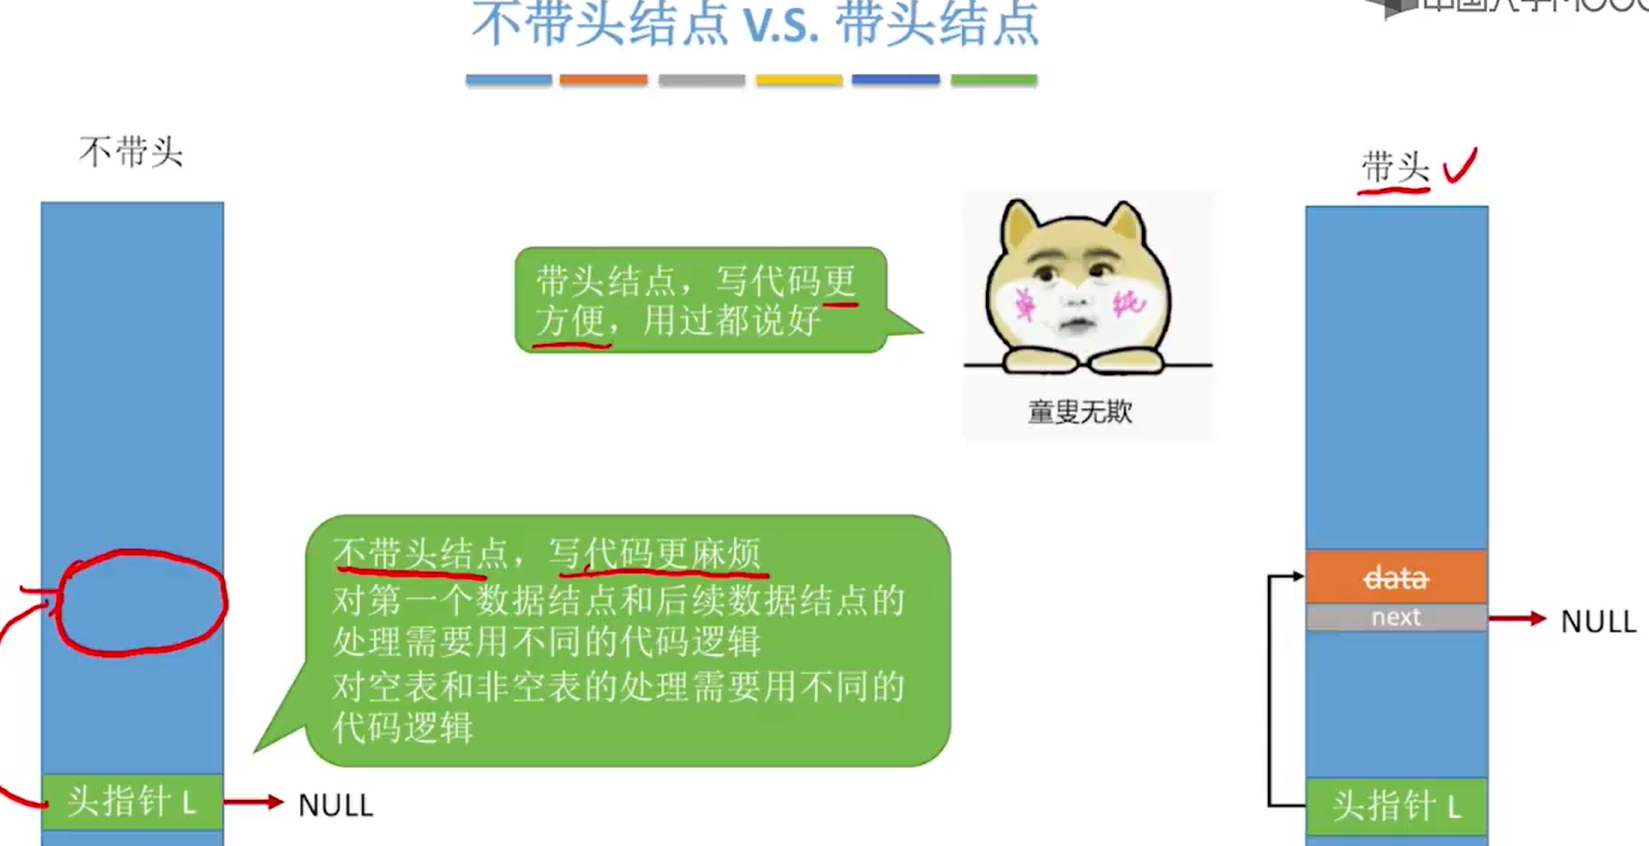 中国大学MOOC
不带头结点 V.S. 带头结点
不带头
带头
带头结点，写代码更
方便，用过都说好
单 纯
童叟无欺
不带头结点，写代码更麻烦
对第一个数据结点和后续数据结点的
处理需要用不同的代码逻辑
对空表和非空表的处理需要用不同的
代码逻辑
data
next
NULL
头指针 L
NULL
头指针 L